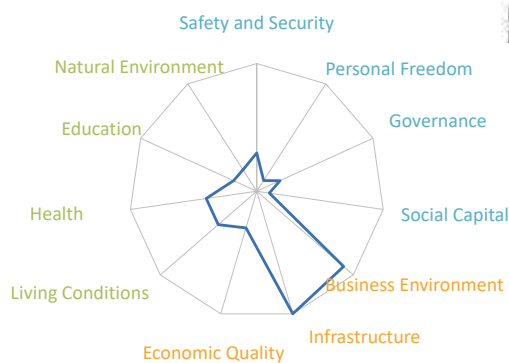 Safety and Security
Natural Environment
Personal Freedom
Education
Governance
Health
Social Capital
Living Conditions
Business Environment
Economic Quality
Infrastructure